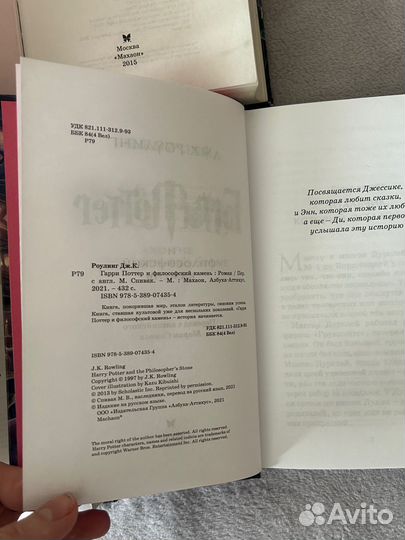 Москва
«Махаон»
2015
УДК 821.111-312.9-93
ББК 84(4 Вел)
Р79
Посвящается Джессике,
которая любит сказки,
и Энн, которая тоже их люб
а еще – Ди, которая перво
услышала эту историю
Роулинг Дж.К.
Р79 Гарри Поттер и философский камень : Роман / Пер.
с англ. М. Спивак. – М. : Махаон, Азбука-Аттикус,
2021. – 432 с.
ISBN 978-5-389-07435-4
Книга, покорившая мир, эталон литературы, синоним успеха.
Книга, ставшая культовой уже для нескольких поколений. «Гарри
Поттер и философский камень» – история начинается.
УДК 821.111-312.9-93
ББК 84(4 Вел)
ISBN 978-5-389-07435-4
J.K. Rowling
Harry Potter and the Philosopher's Stone
Copyright © 1997 by J.K. Rowling
Cover illustration by Kazu Kibuishi
© 2013 by Scholastic Inc. Reprinted by permission.
© Спивак М. В., наследники, перевод на русский язык, 2021
© Издание на русском языке.
ООО «Издательская Группа «Азбука-Аттикус», 2021
Machaon®
The moral right of the author has been asserted.
Harry Potter characters, names and related indicia are trademarks of
and copyright Warner Bros. Entertainment Inc. All rights reserved.
Avito